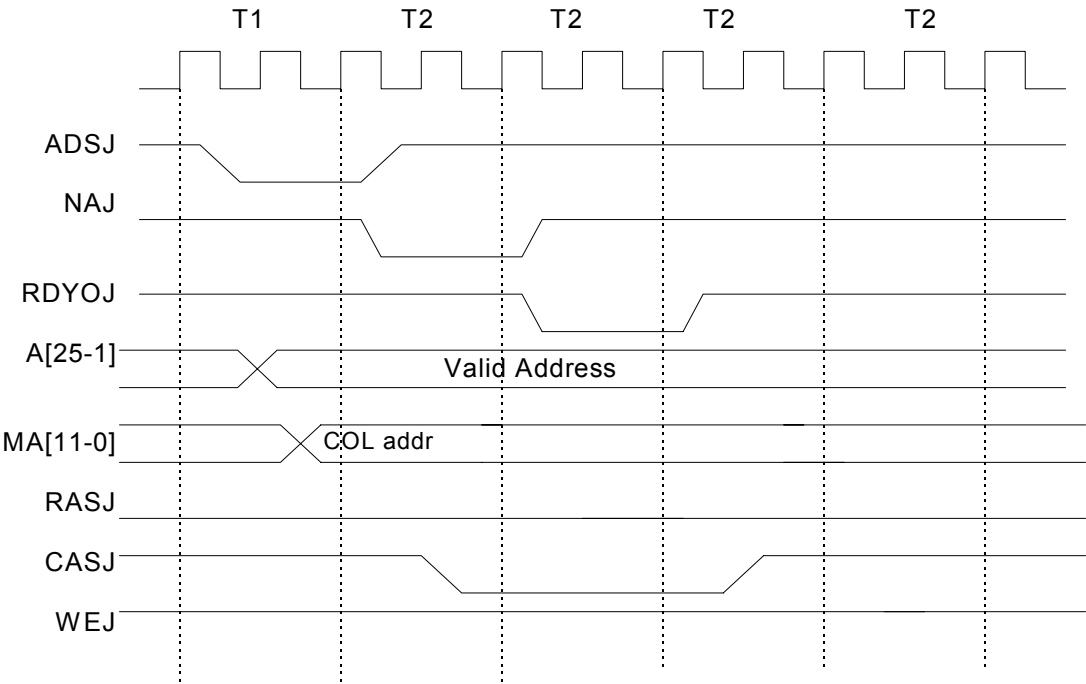 T1 T2 T2 T2 T2
ADSJ
NAJ
RDYOJ
A[25-1]
Valid Address
MA[11-0]
COL addr
RASJ
CASJ
WEJ